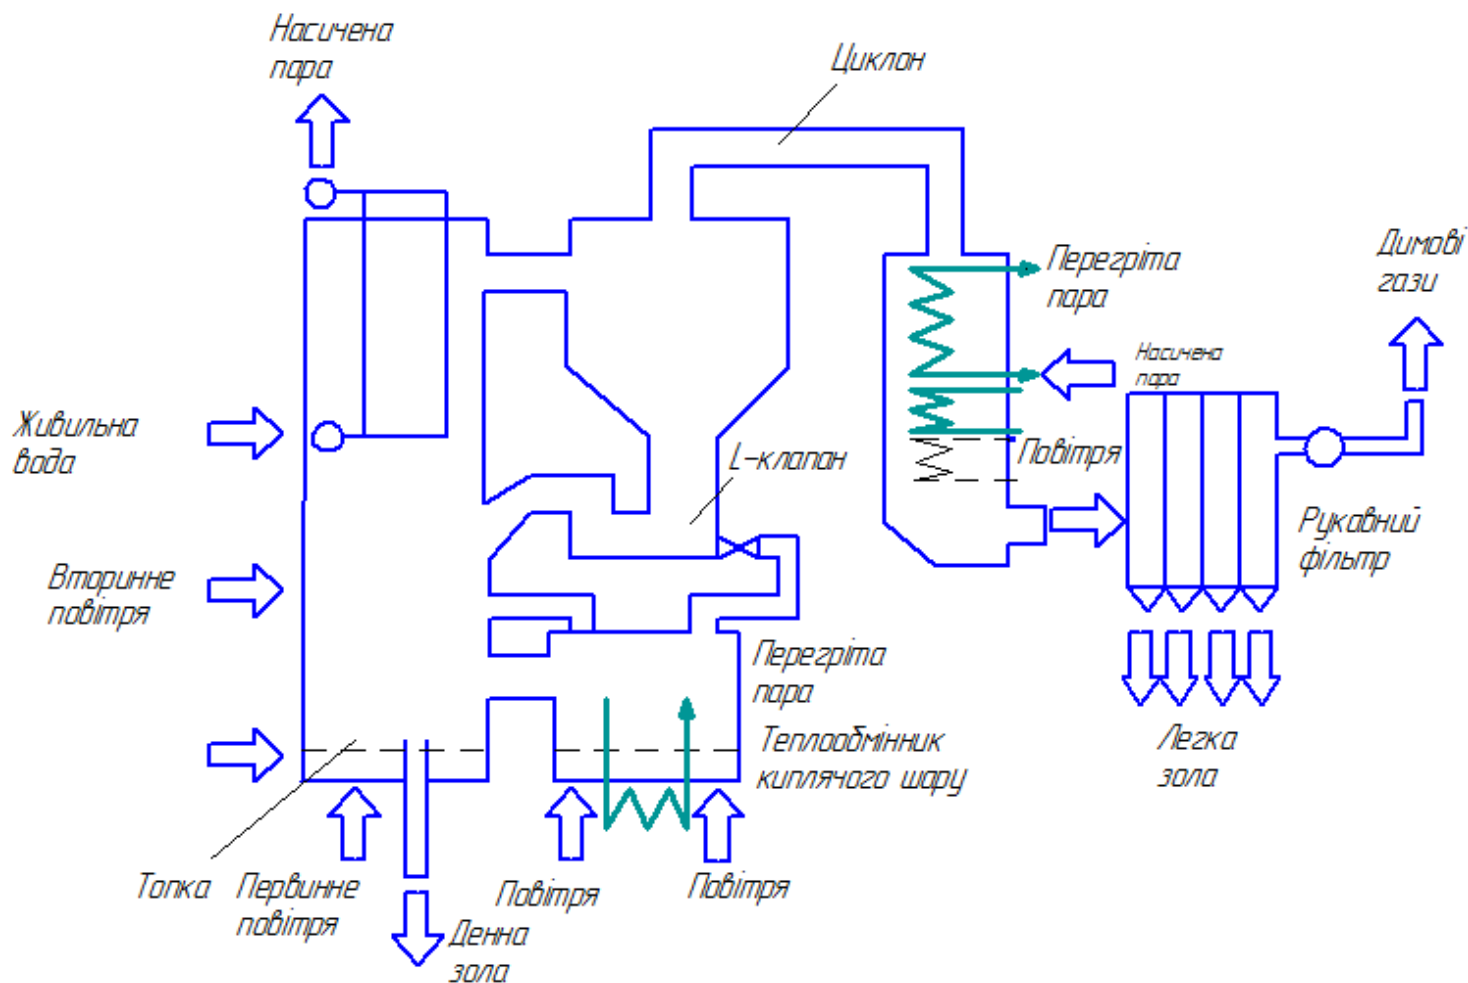 Насичена
пара
Циклон
Димові
гази
Перегріта
пара
Насичена
пара
Живильна
вода
L-клапан
Повітря
Рукавний
фільтр
Вторинне
повітря
Перегріта
пара
Теплообмінник
киплячого шару
Легка
зола
Топка
Первинне
повітря
Повітря
Повітря
Денна
зола